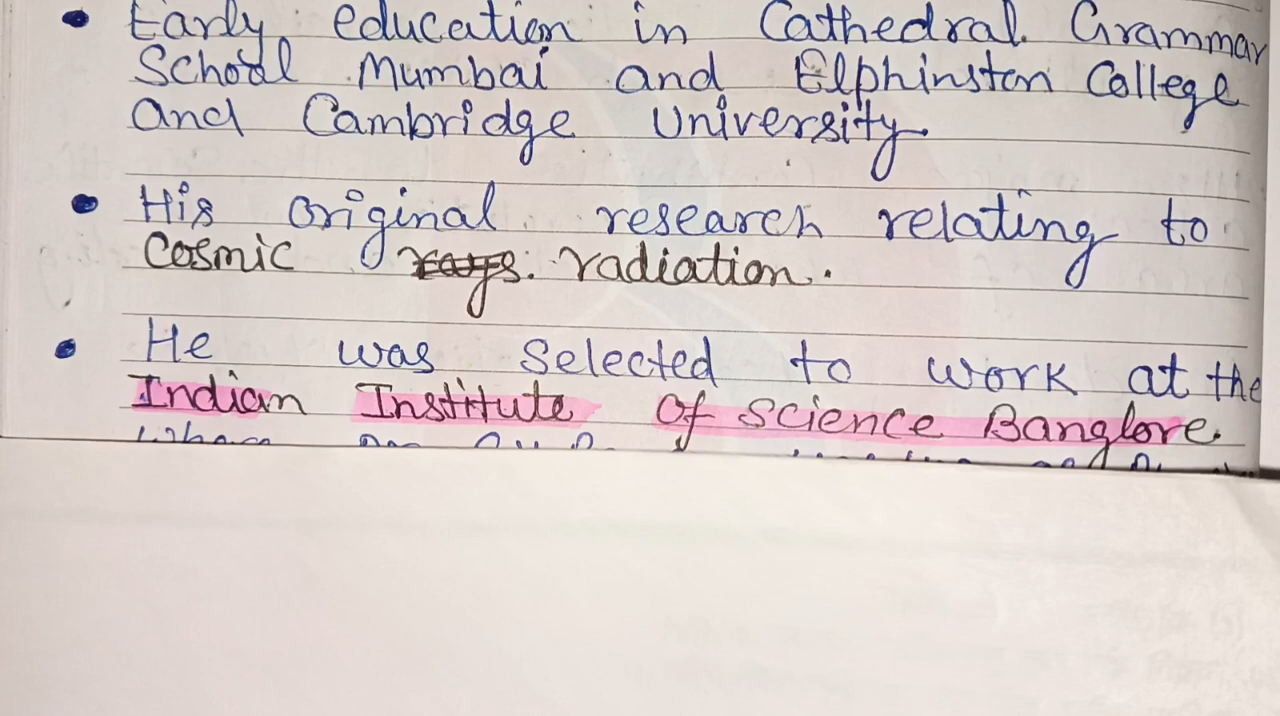 • Early education in Cathedral Grammar
School Mumbai and Elphinston College
and Cambridge University.
• His original research relating to
Cosmic rays. radiation.
• He was Selected to work at the
Indian Institute Of Science Banglore.